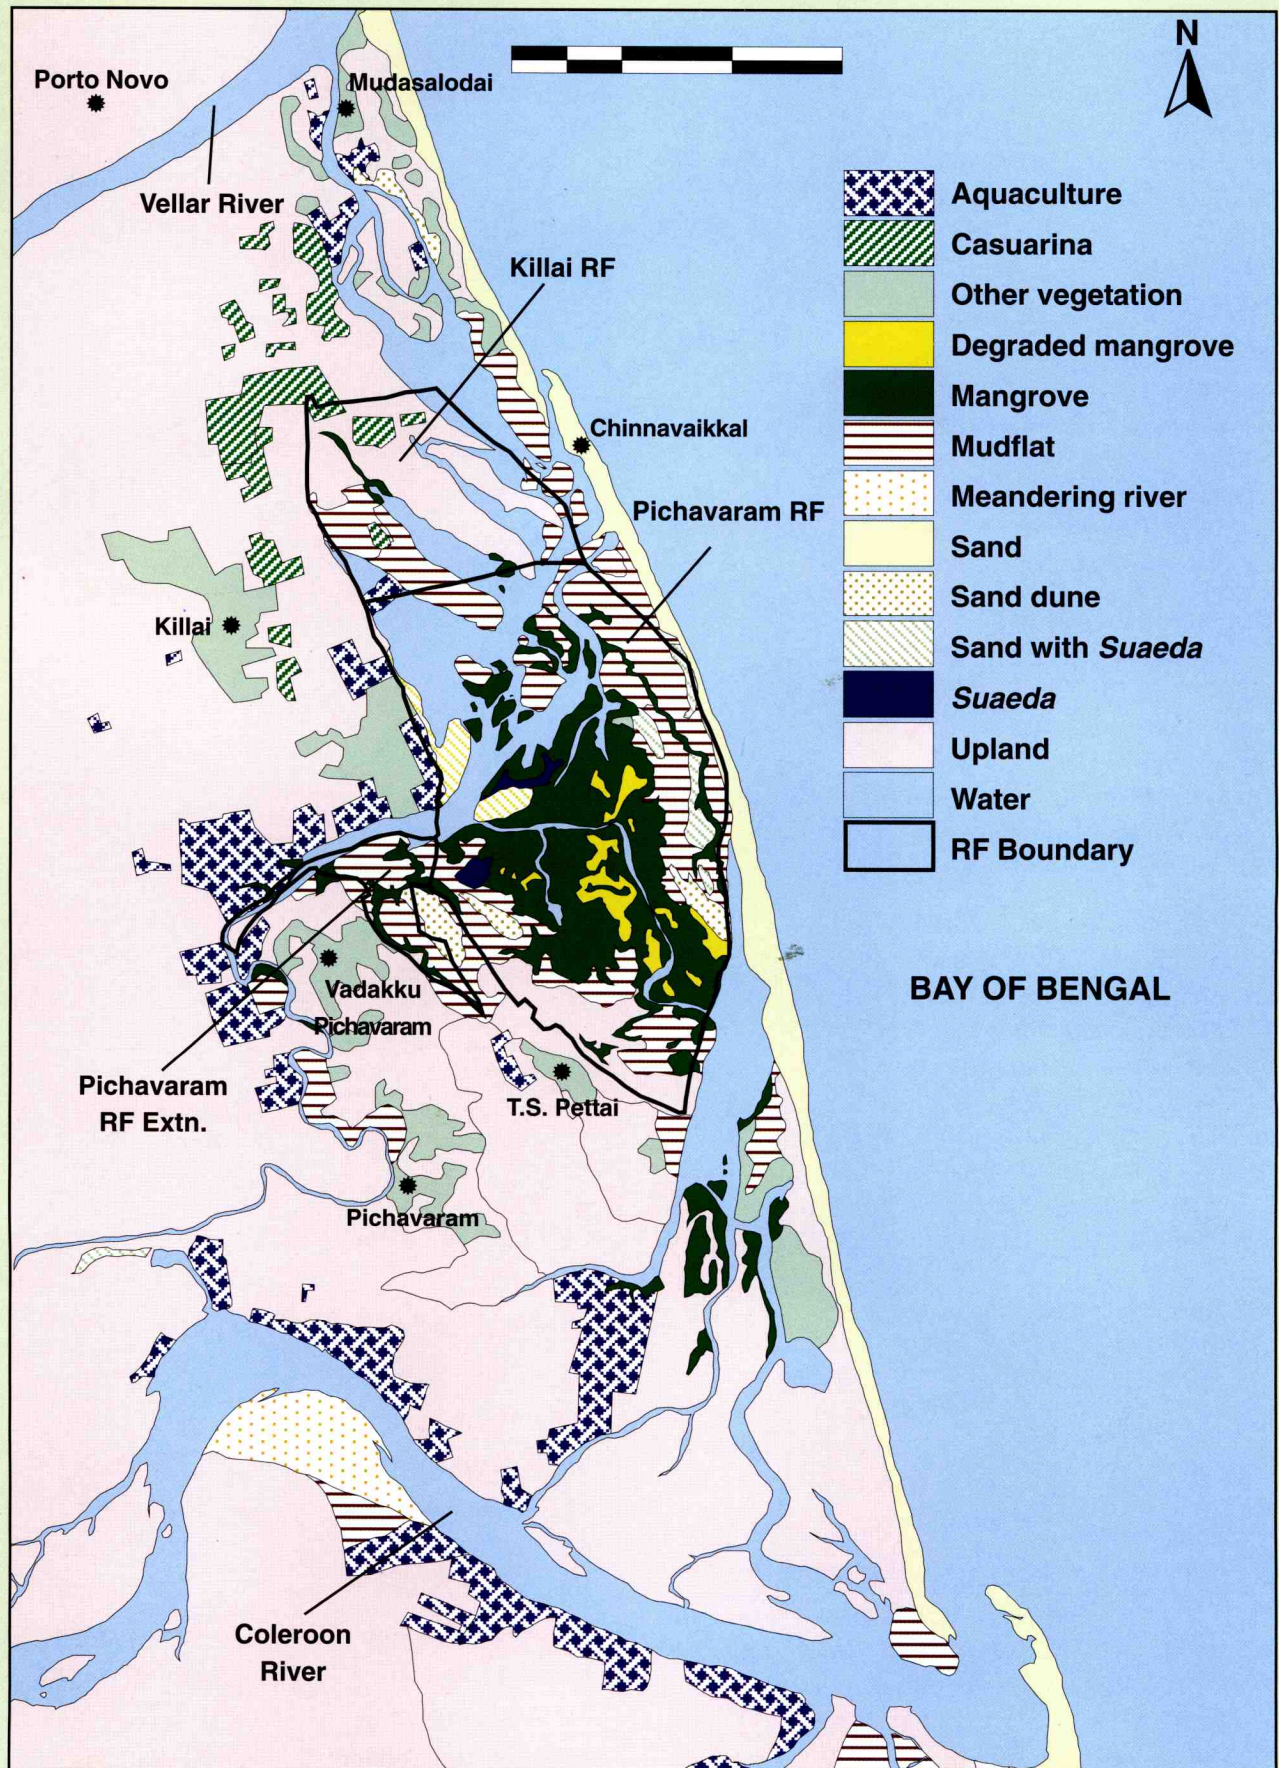 N
Porto Novo
Mudasalodai
Vellar River
Killai RF
Chinnavaikkal
Pichavaram RF
Killai
Vadakku
Pichavaram
Pichavaram
RF Extn.
T.S. Pettai
Pichavaram
Coleroon
River
Aquaculture
Casuarina
Other vegetation
Degraded mangrove
Mangrove
Mudflat
Meandering river
Sand
Sand dune
Sand with Suaeda
Suaeda
Upland
Water
RF Boundary
BAY OF BENGAL